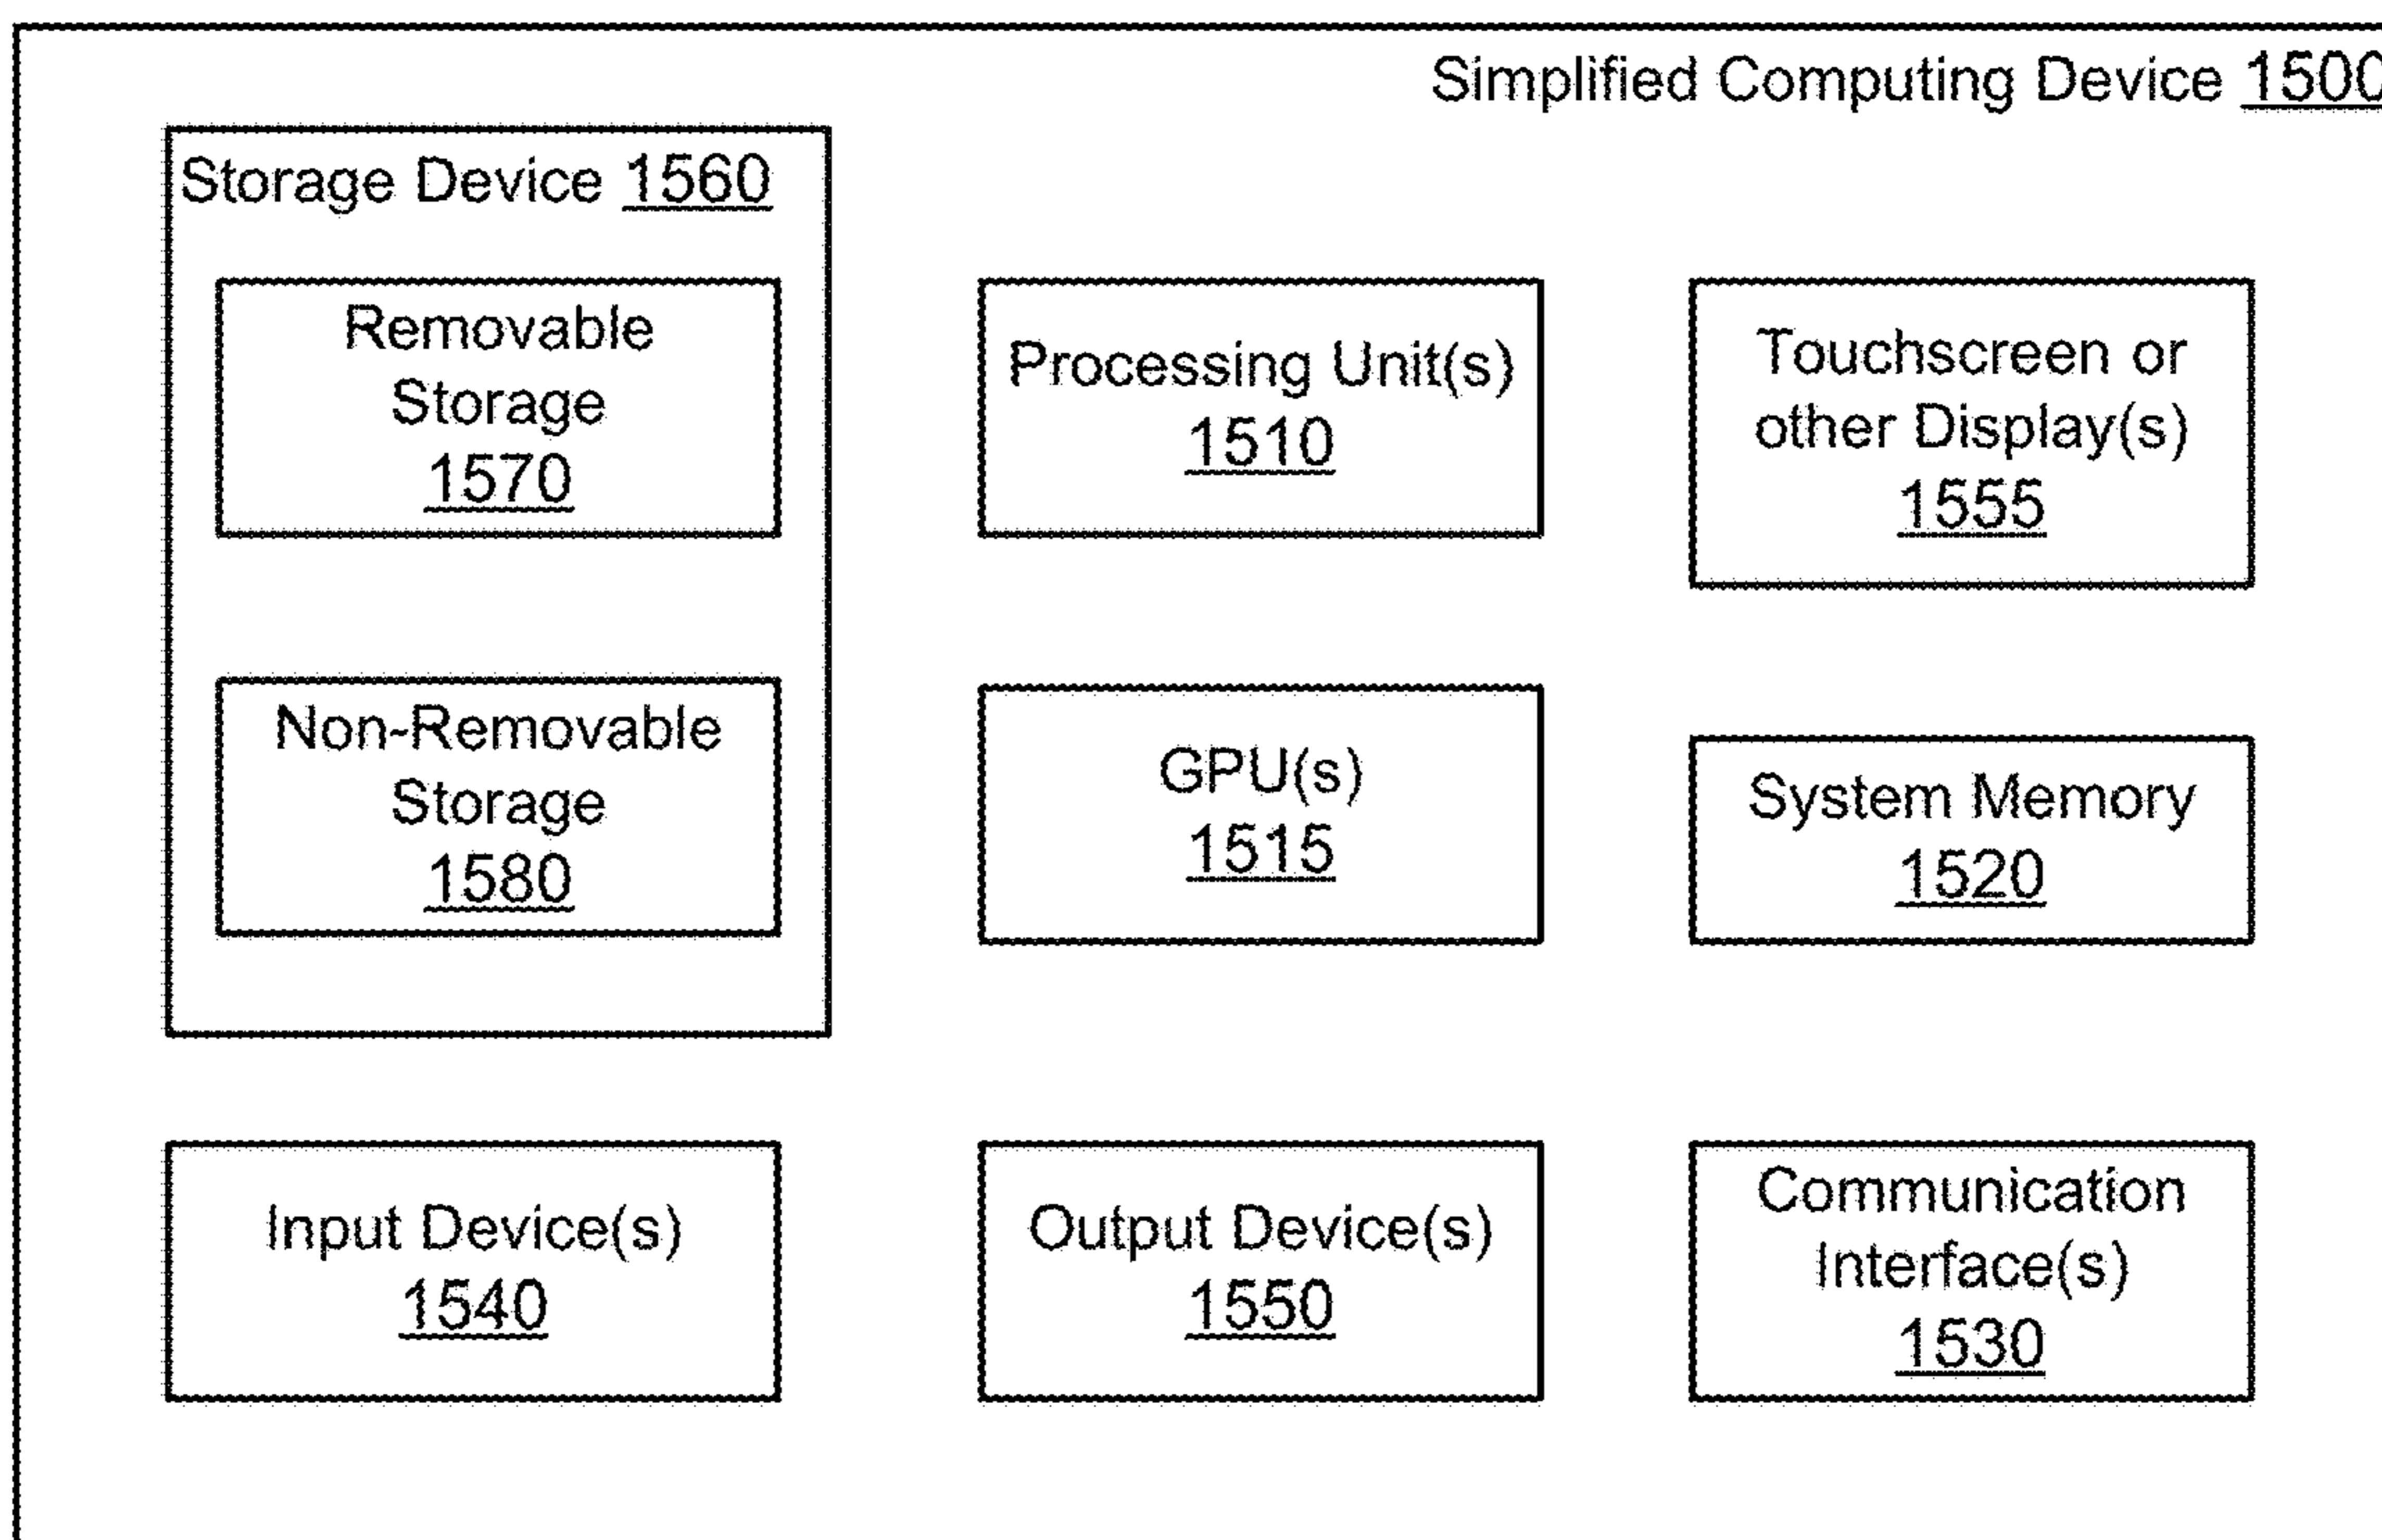 Simplified Computing Device 1500
Storage Device 1560
Removable
Storage
1570
Processing Unit(s)
1510
Touchscreen or
other Display(s)
1555
Non-Removable
Storage
1580
GPU(s)
1515
System Memory
1520
Input Device(s)
1540
Output Device(s)
1550
Communication
Interface(s)
1530